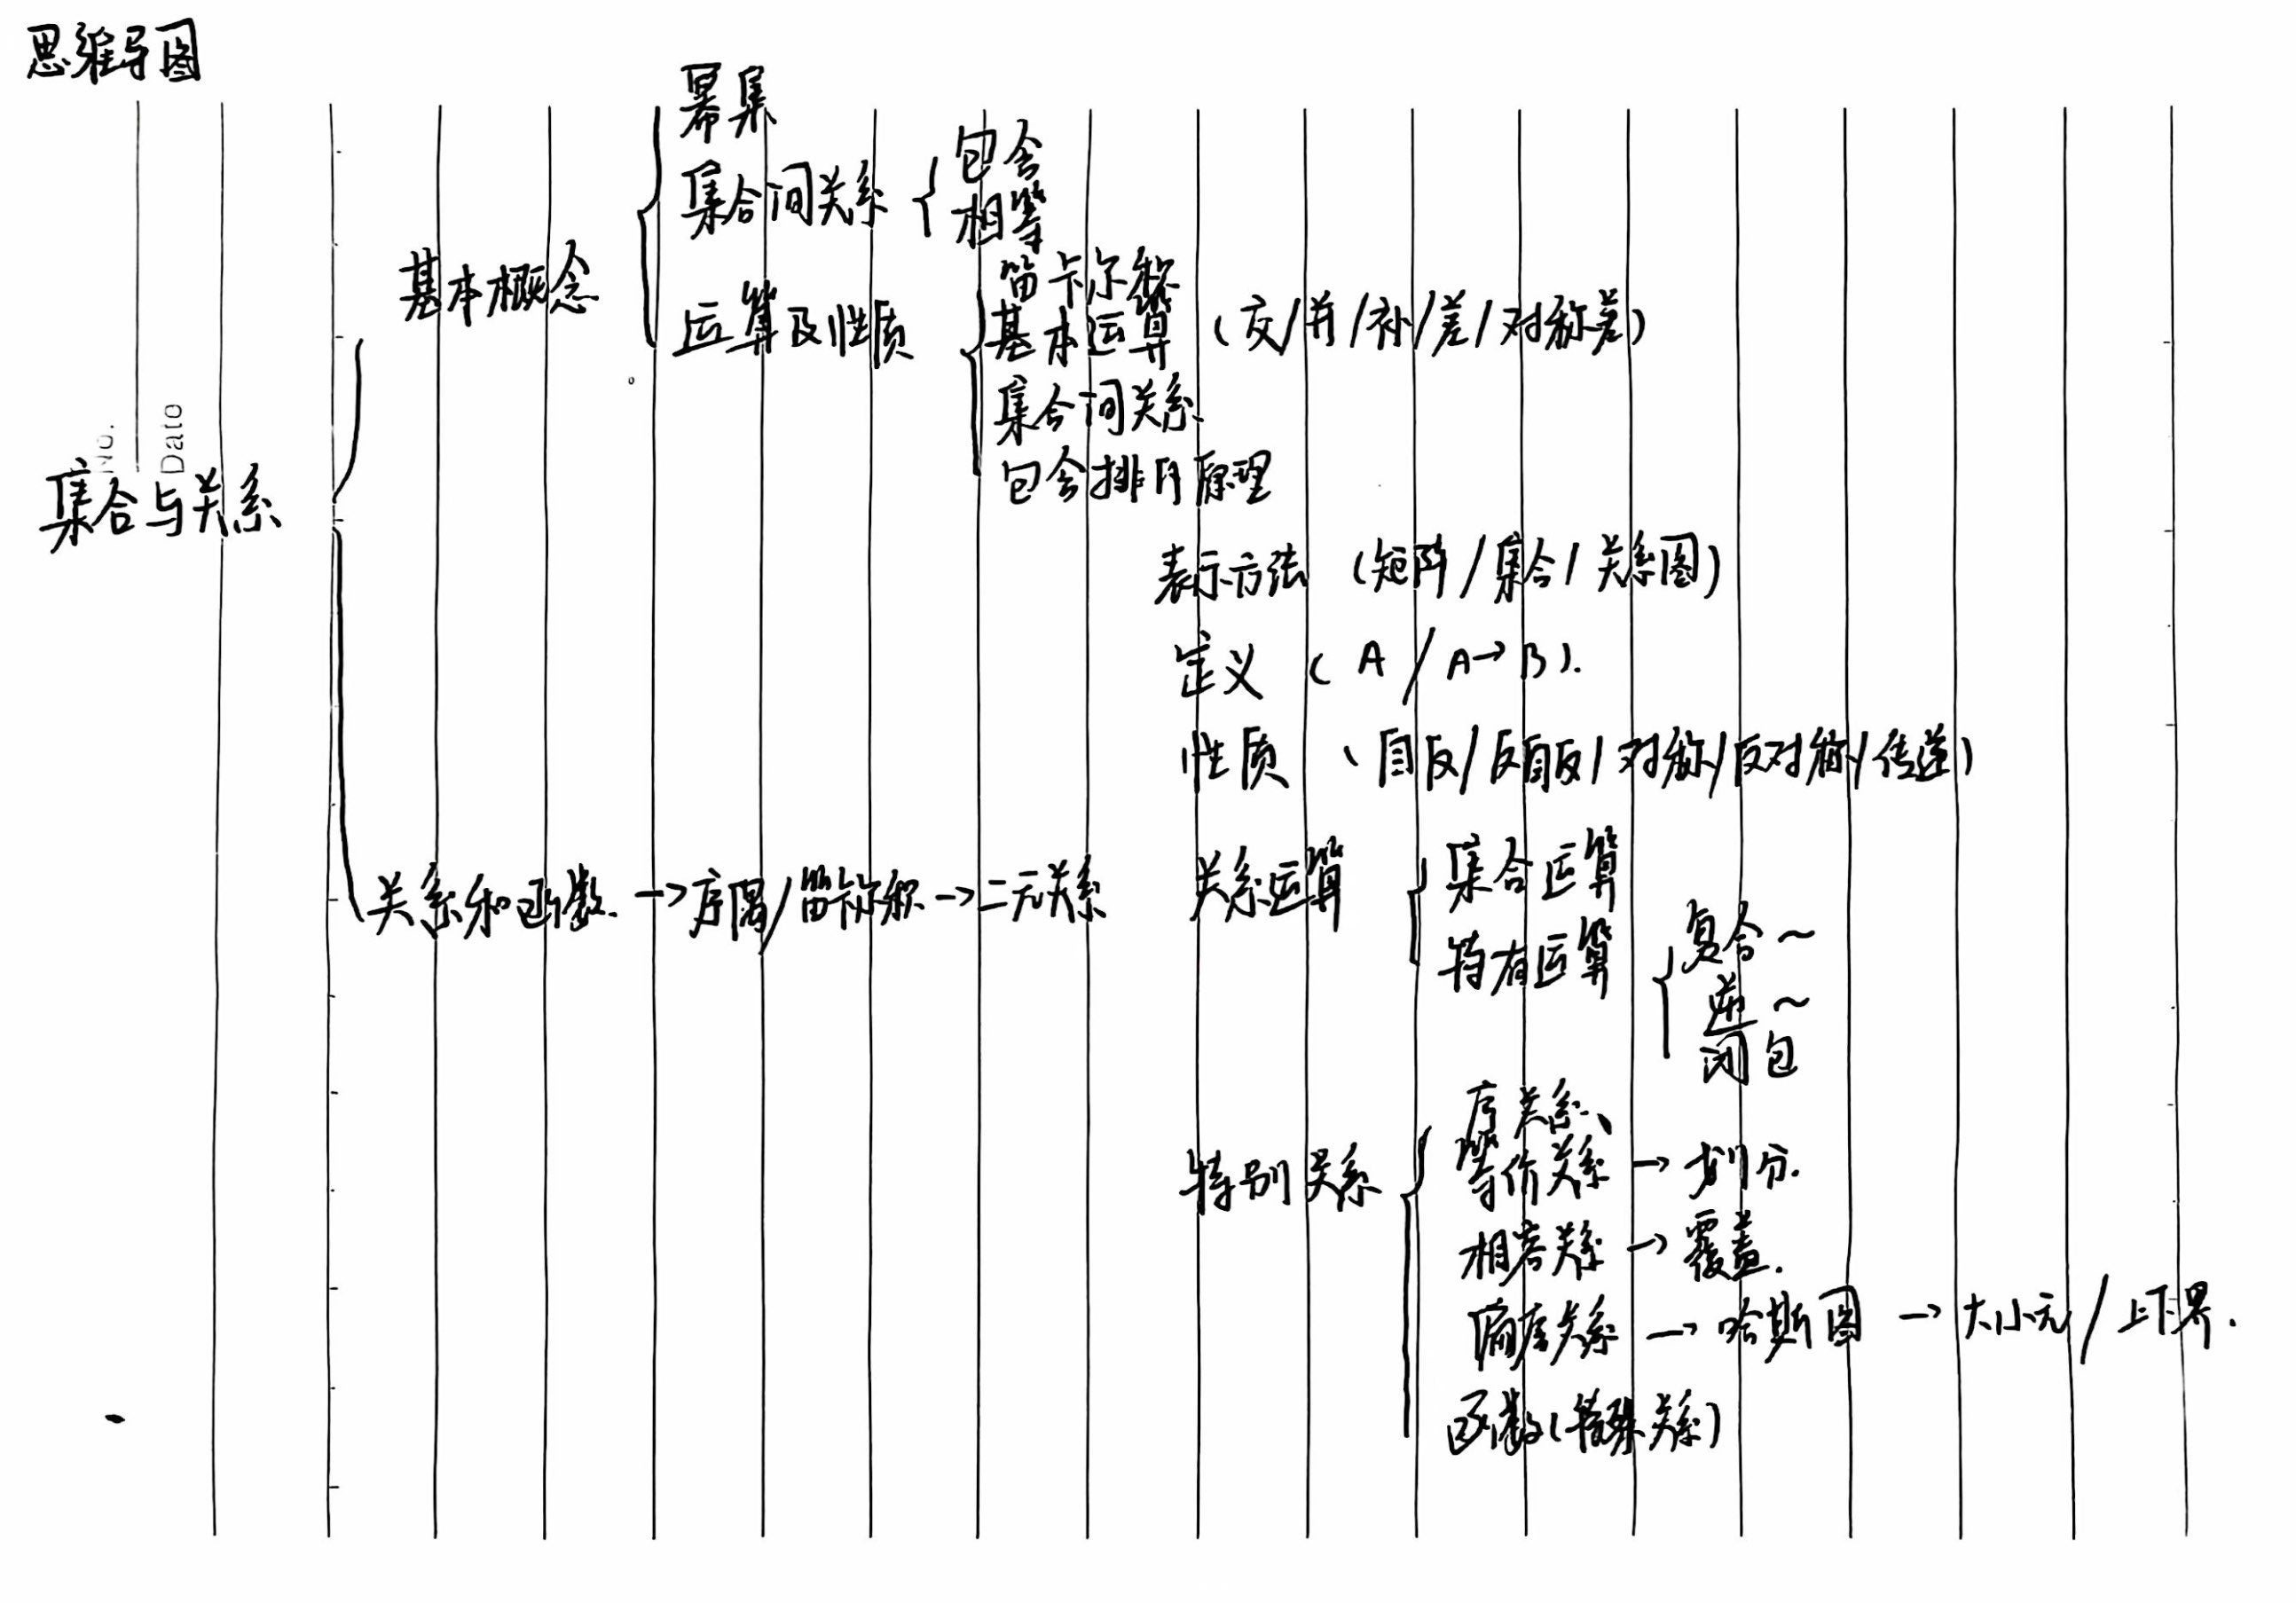 思维导图
幂集
集合间关系
包含
相等
基本概念
运算及性质
笛卡尔积
基本运算 (交/并/补/差/对称差)
集合间关系
包含排斥原理
No.
Date
集合与关系
表示方法 (矩阵/集合/关系图)
定义 (A/A→B).
性质 (自反/反自反/对称/反对称/传递)
关系和函数. →序偶/笛卡尔积→二元关系
关系运算
集合运算
特有运算
复合~
逆~
闭包
特别关系
序关系、
等价关系→划分.
相容关系→覆盖.
偏序关系→哈斯图→大小元/上下界.
函数(特殊关系)